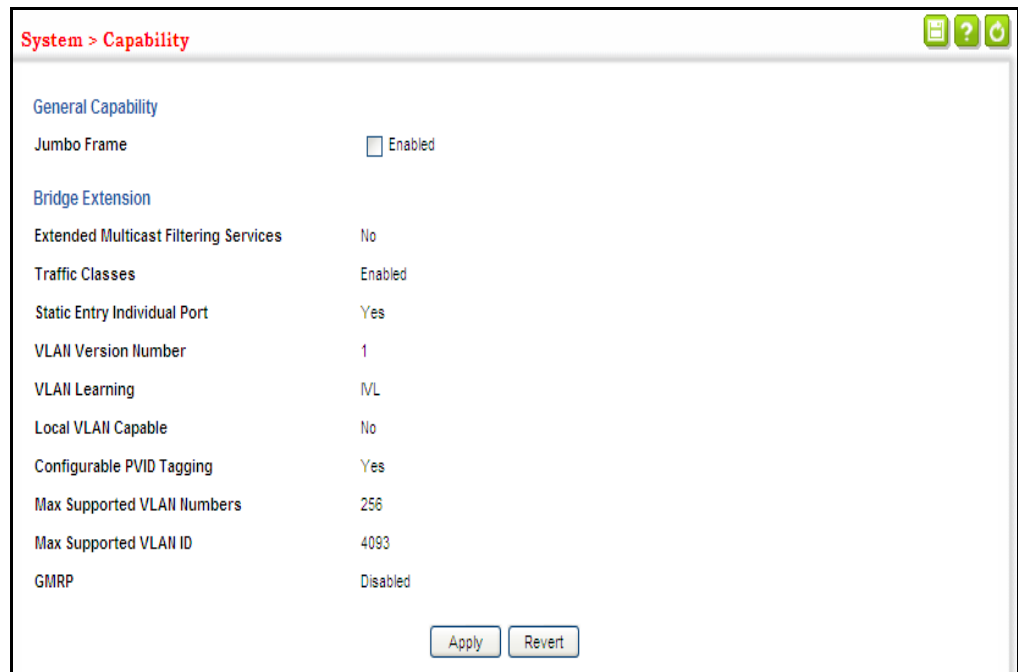 System > Capability
General Capability
Jumbo Frame Enabled
Bridge Extension
Extended Multicast Filtering Services No
Traffic Classes Enabled
Static Entry Individual Port Yes
VLAN Version Number 1
VLAN Learning IVL
Local VLAN Capable No
Configurable PVID Tagging Yes
Max Supported VLAN Numbers 256
Max Supported VLAN ID 4093
GMRP Disabled
Apply Revert